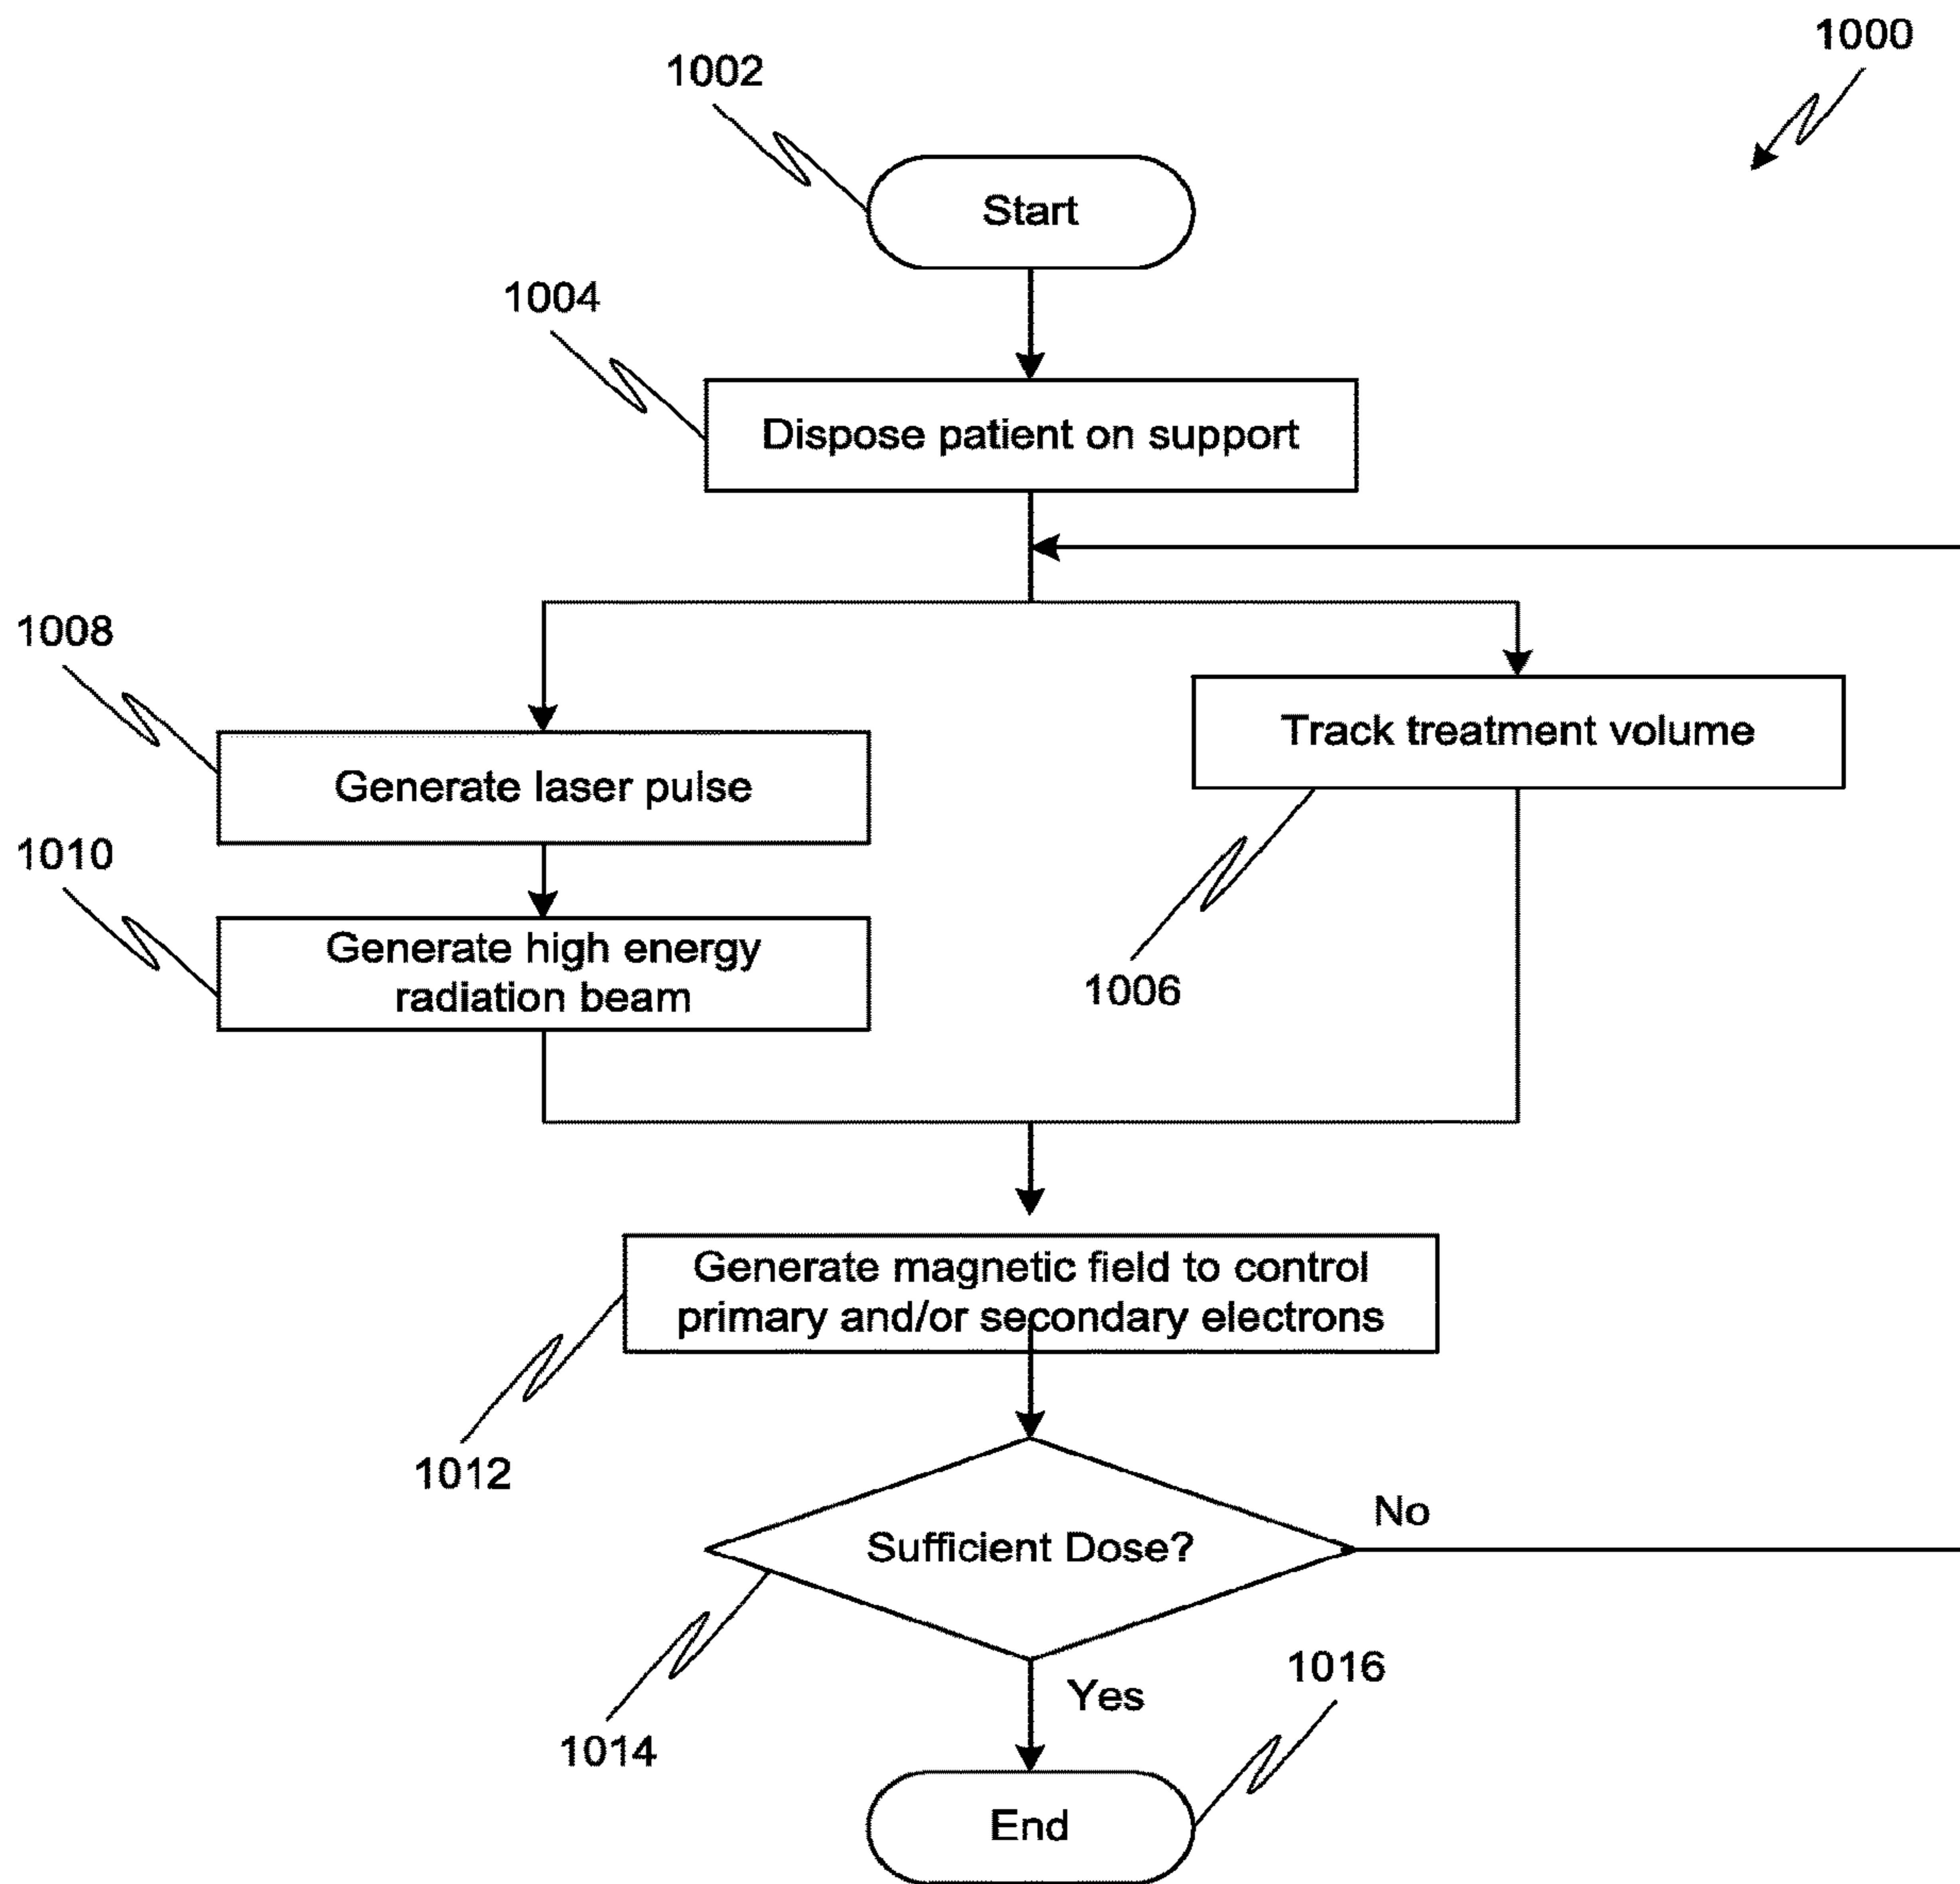 1000
1002
Start
1004
Dispose patient on support
1008
Generate laser pulse
Track treatment volume
1010
Generate high energy
radiation beam
1006
Generate magnetic field to control
primary and/or secondary electrons
1012
No
Sufficient Dose?
1016
Yes
1014
End